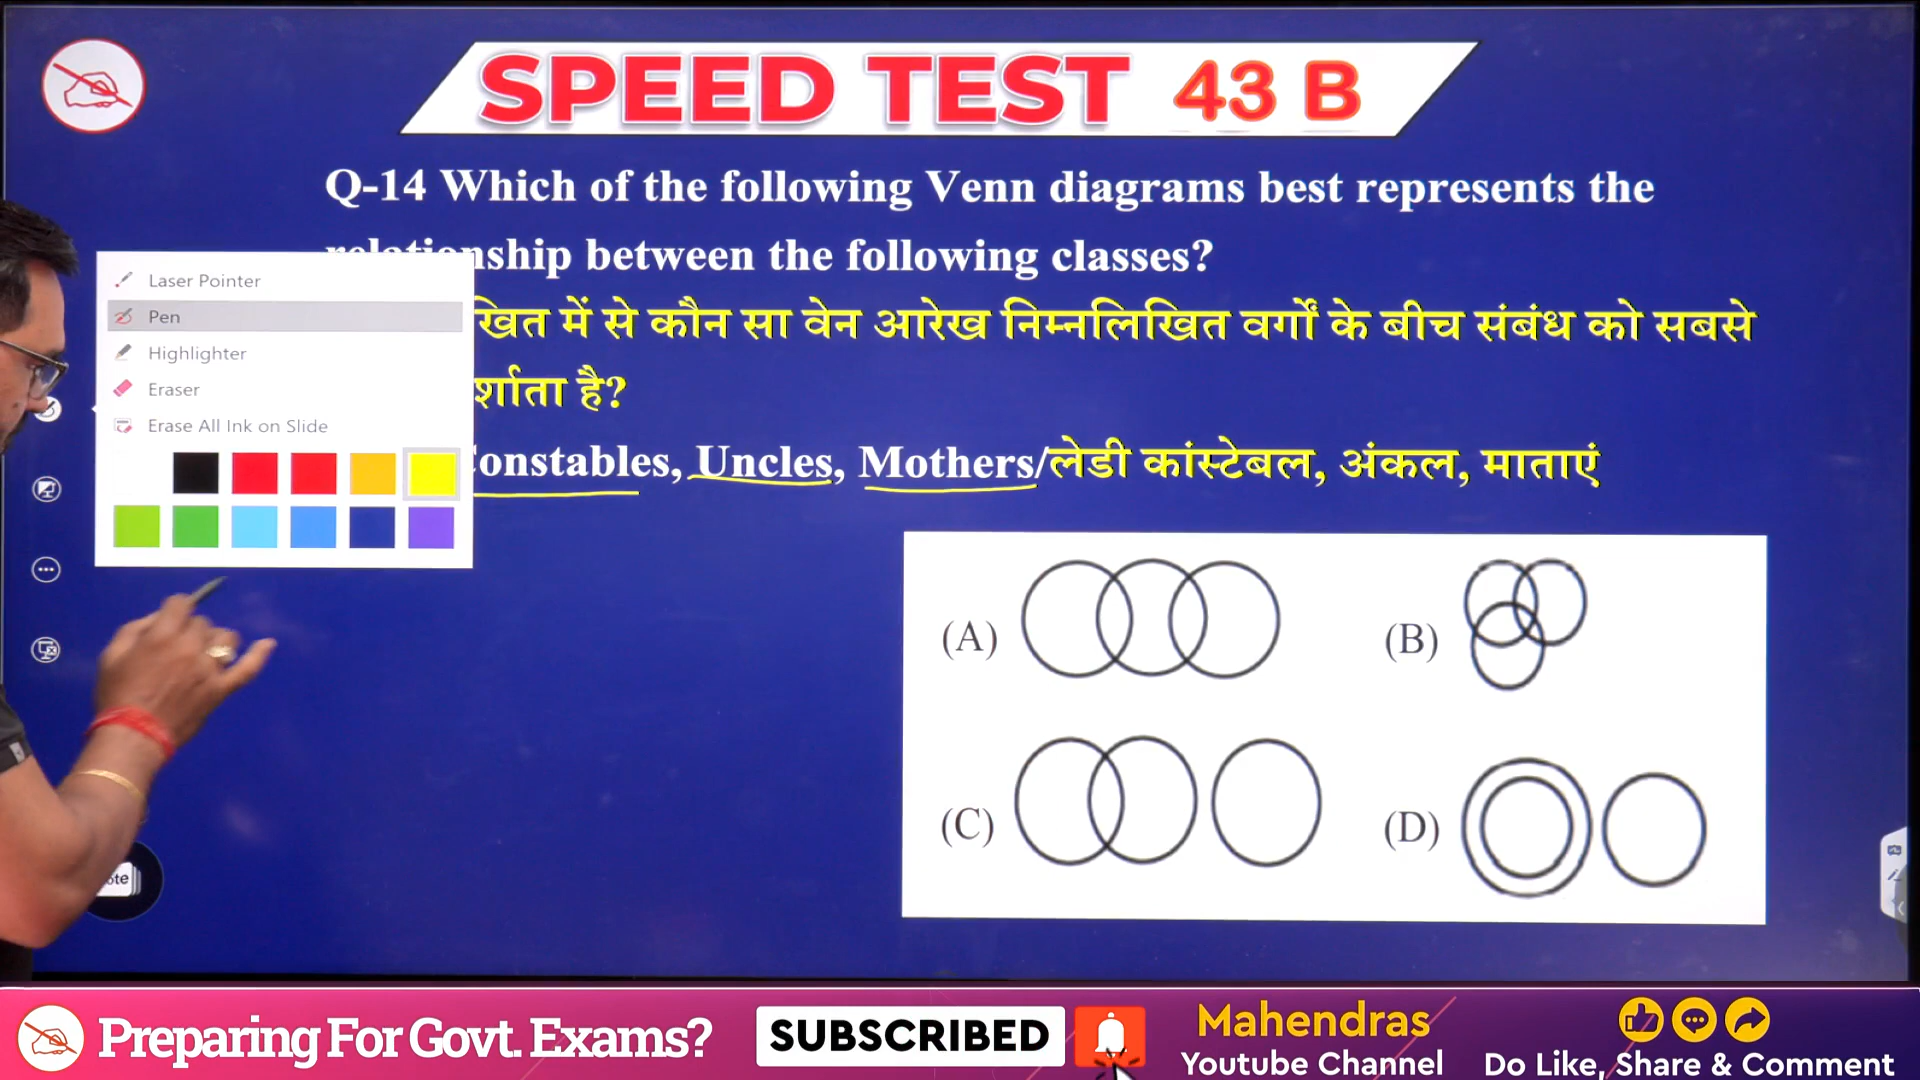 SPEED TEST 43 B
Q-14 Which of the following Venn diagrams best represents the
relationship between the following classes?
खित में से कौन सा वेन आरेख निम्नलिखित वर्गों के बीच संबंध को सबसे
र्शाता है?
onstables, Uncles, Mothers/लेडी कांस्टेबल, अंकल, माताएं
Laser Pointer
Pen
Highlighter
Eraser
Erase All Ink on Slide
(A)
(B)
(C)
(D)
ote
Preparing For Govt. Exams?
SUBSCRIBED
Mahendras
Youtube Channel
Do Like, Share & Comment